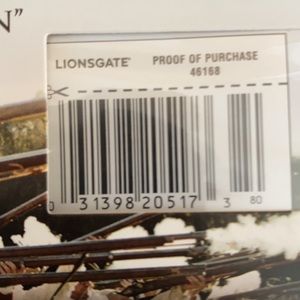 N”
LIONSGATE® PROOF OF PURCHASE
46168
0 31398 20517 3 80